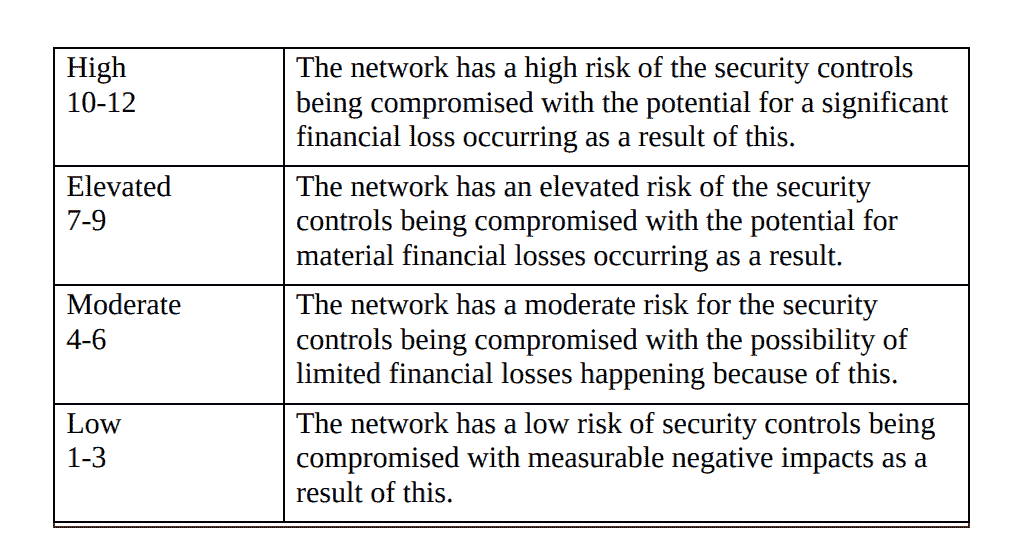 High
10-12
The network has a high risk of the security controls
being compromised with the potential for a significant
financial loss occurring as a result of this.
Elevated
7-9
The network has an elevated risk of the security
controls being compromised with the potential for
material financial losses occurring as a result.
Moderate
4-6
The network has a moderate risk for the security
controls being compromised with the possibility of
limited financial losses happening because of this.
Low
1-3
The network has a low risk of security controls being
compromised with measurable negative impacts as a
result of this.